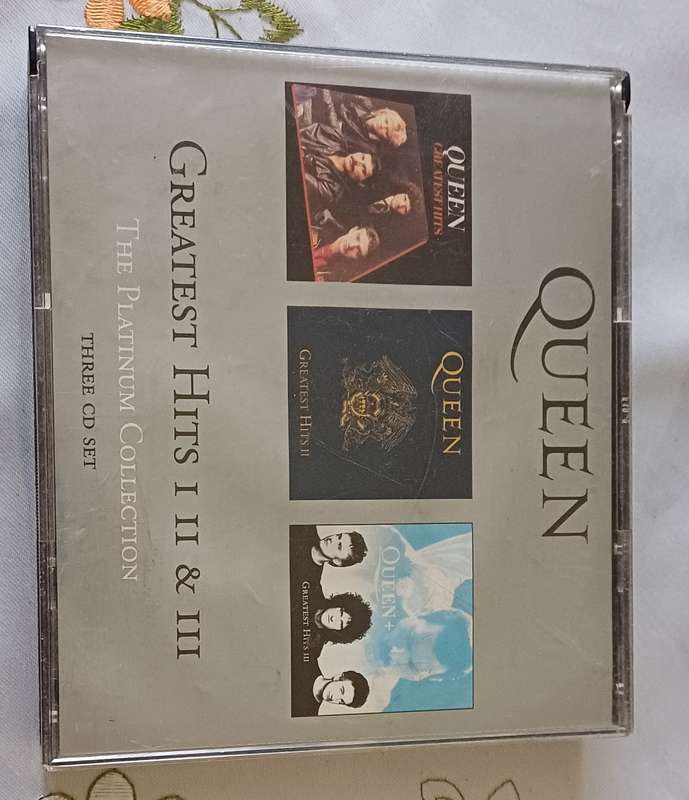 QUEEN
QUEEN
GREATEST HITS
QUEEN
GREATEST HITS II
QUEEN+
GREATEST HITS III
GREATEST HITS I II & III
THE PLATINUM COLLECTION
THREE CD SET